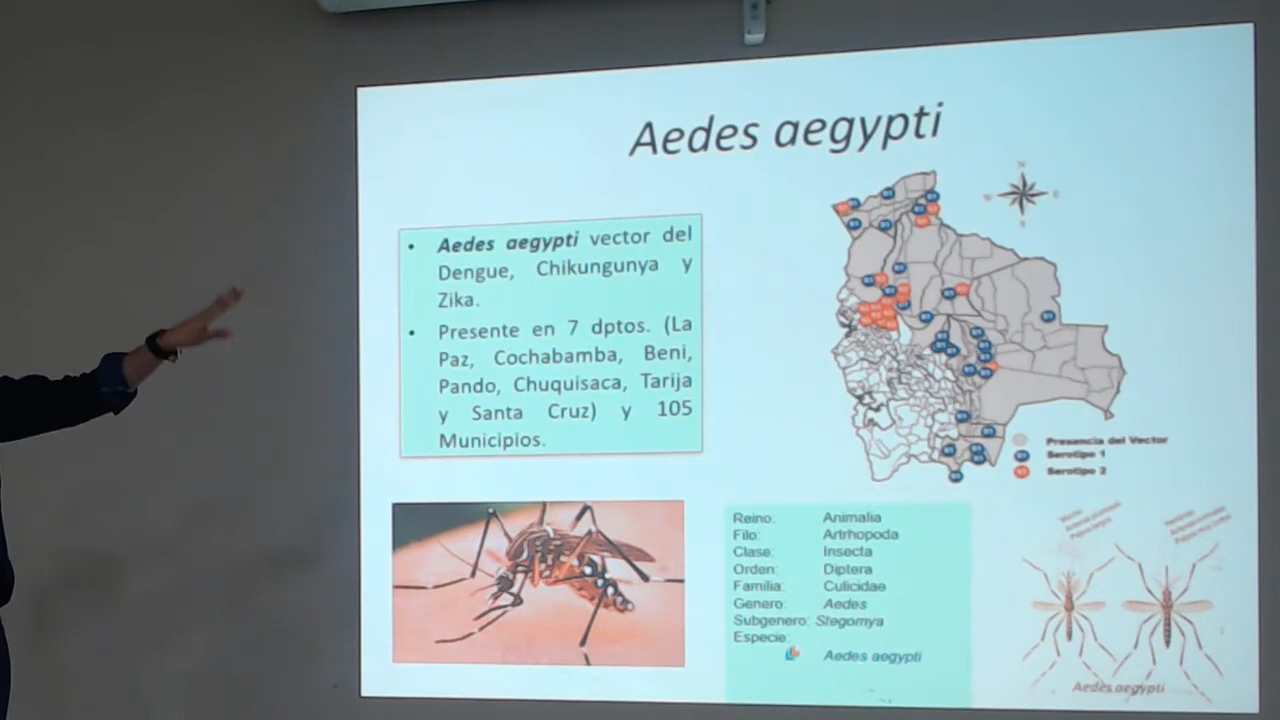 Aedes aegypti
• Aedes aegypti vector del
Dengue, Chikungunya y
Zika.
• Presente en 7 dptos. (La
Paz, Cochabamba, Beni,
Pando, Chuquisaca, Tarija
y Santa Cruz) y 105
Municipios.
N
Presencia del Vector
Serotipo 1
Serotipo 2
Reino: Animalia
Filo: Artrhopoda
Clase: Insecta
Orden: Diptera
Familia: Culicidae
Genero: Aedes
Subgenero: Stegomya
Especie:
Aedes aegypti
Aedes aegypti